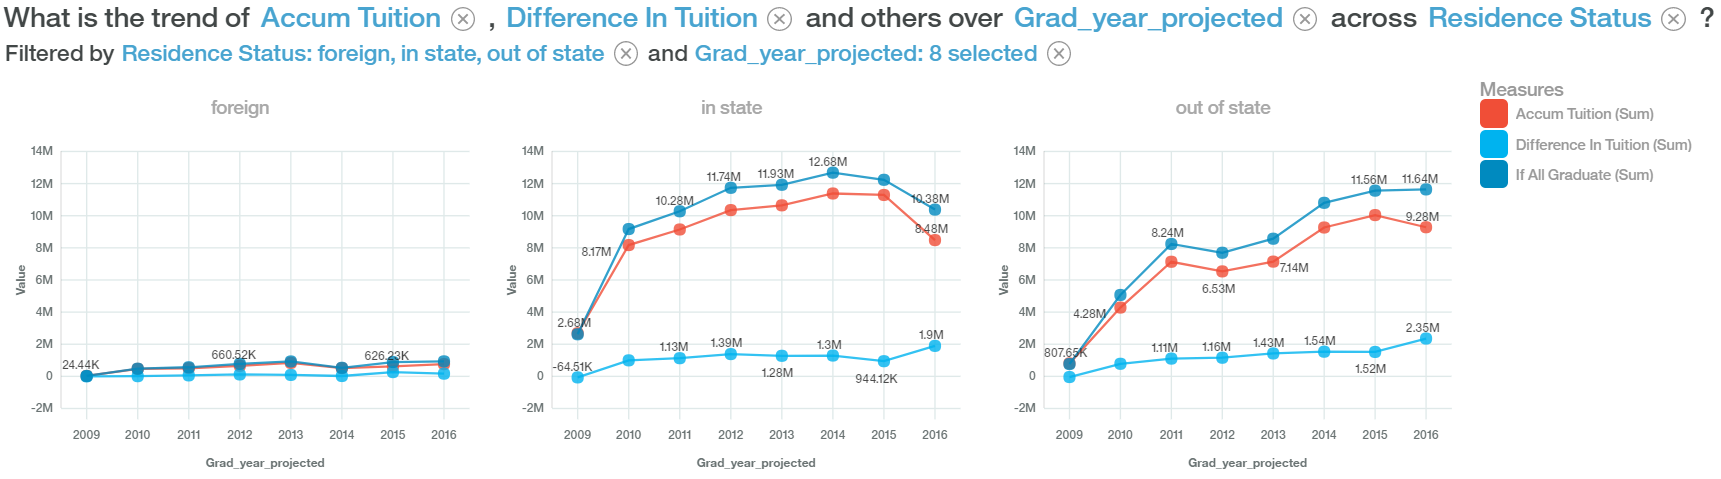 What is the trend of Accum Tuition , Difference In Tuition and others over Grad_year_projected across Residence Status ?
Filtered by Residence Status: foreign, in state, out of state and Grad_year_projected: 8 selected
foreign
14M
12M
10M
8M
6M
4M
2M
0
-2M
Value
24.44K
660.52K
626.23K
2009 2010 2011 2012 2013 2014 2015 2016
Grad_year_projected
in state
14M
12M
10M
8M
6M
4M
2M
0
-2M
Value
2.68M
-64.51K
8.17M
10.28M
11.74M
11.93M
12.68M
10.38M
8.48M
1.13M
1.39M
1.28M
1.3M
944.12K
1.9M
2009 2010 2011 2012 2013 2014 2015 2016
Grad_year_projected
out of state
14M
12M
10M
8M
6M
4M
2M
0
-2M
Value
807.65K
4.28M
8.24M
6.53M
7.14M
11.56M
11.64M
9.28M
1.11M
1.16M
1.43M
1.54M
1.52M
2.35M
2009 2010 2011 2012 2013 2014 2015 2016
Grad_year_projected
Measures
Accum Tuition (Sum)
Difference In Tuition (Sum)
If All Graduate (Sum)